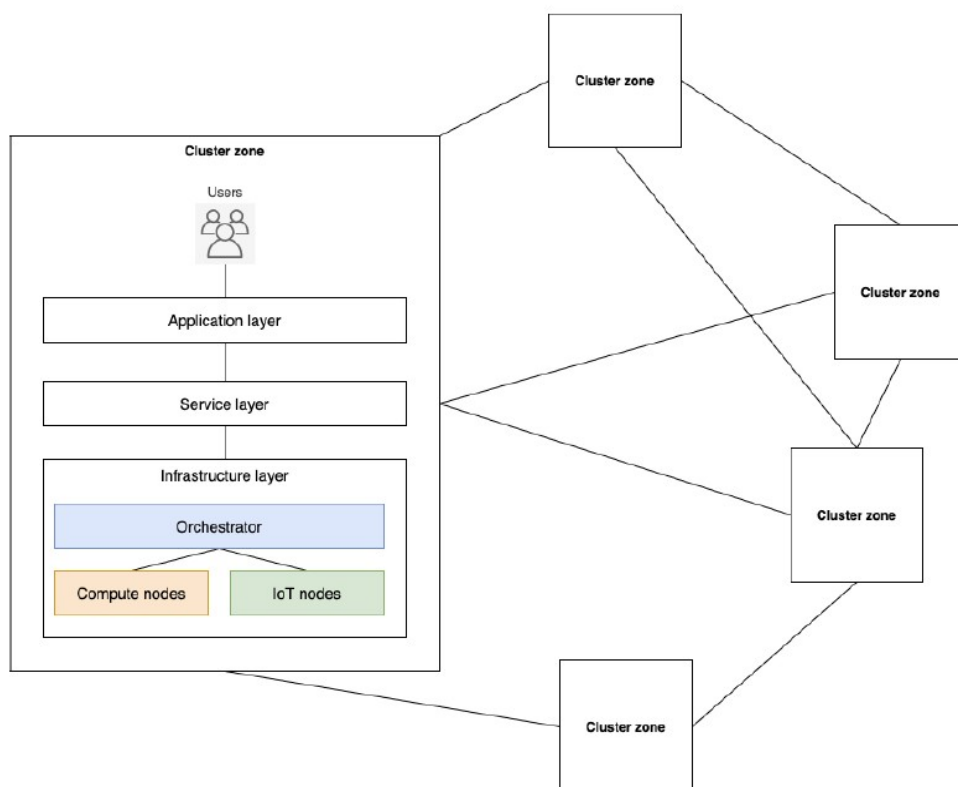 Cluster zone
Cluster zone
Users
Cluster zone
Application layer
Service layer
Infrastructure layer
Orchestrator
Cluster zone
Compute nodes
IoT nodes
Cluster zone